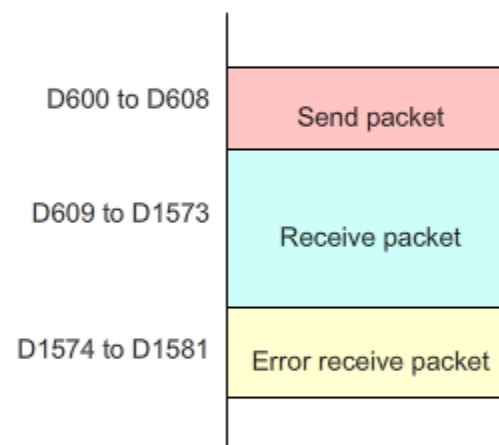 D600 to D608
Send packet
D609 to D1573
Receive packet
D1574 to D1581
Error receive packet